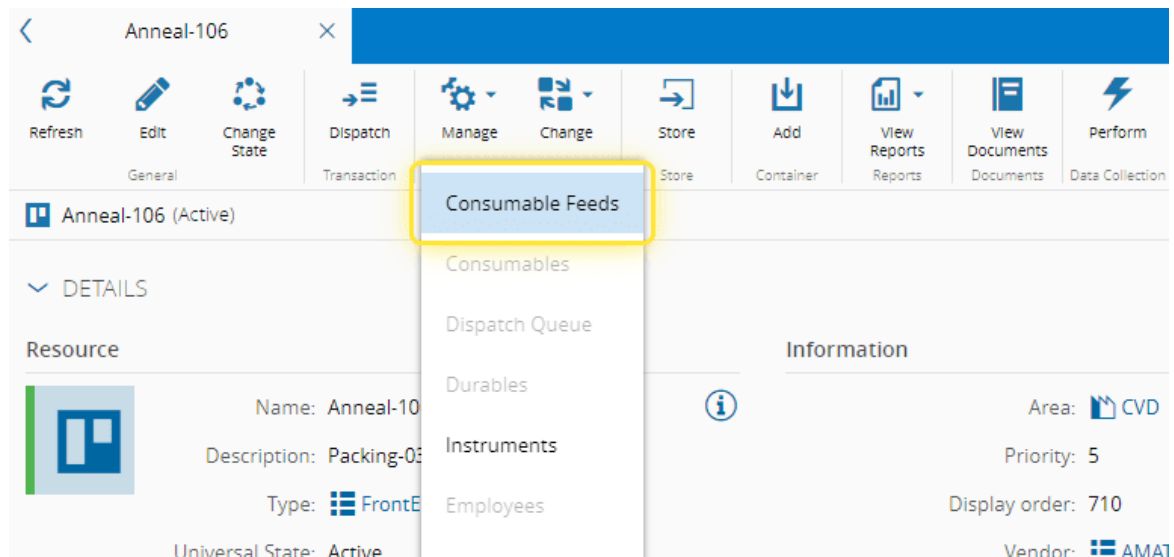 Anneal-106
Refresh Edit Change State Dispatch Manage Change Store Add View Reports View Documents Perform
General Transaction Store Container Reports Documents Data Collection
Anneal-106 (Active)
Consumable Feeds
Consumables
Dispatch Queue
Durables
Instruments
Employees
DETAILS
Resource
Information
Name: Anneal-10
Area: CVD
Description: Packing-03
Priority: 5
Type: FrontE
Display order: 710
Universal State: Active
Vendor: AMAT